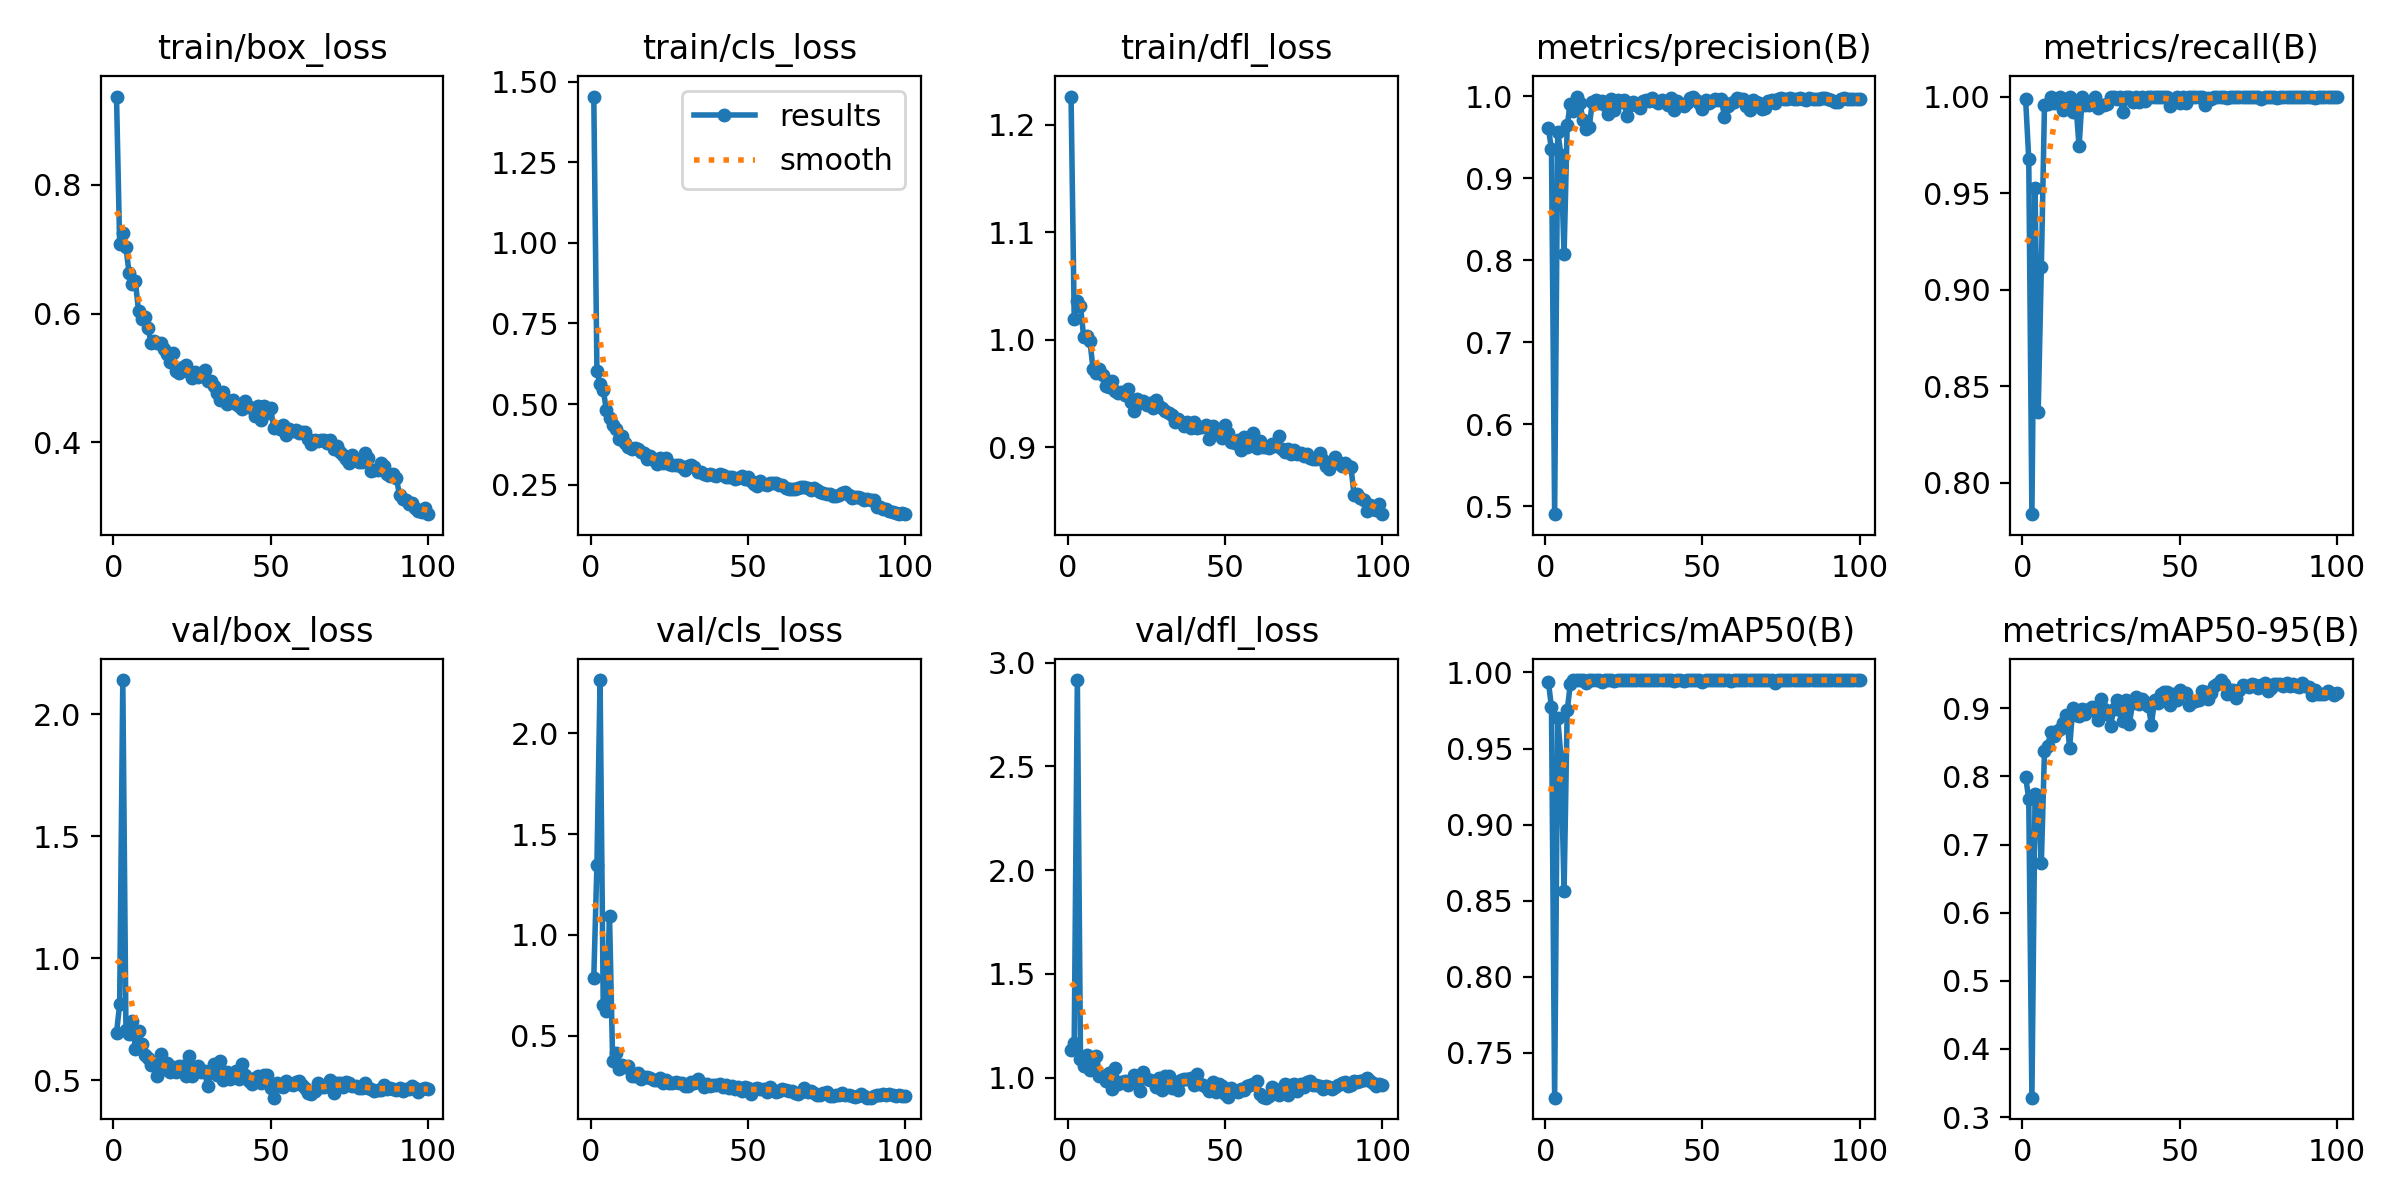 train/box_loss
0.8
0.6
0.4
0 50 100
train/cls_loss
1.50
1.25
1.00
0.75
0.50
0.25
results
smooth
0 50 100
train/dfl_loss
1.2
1.1
1.0
0.9
0 50 100
metrics/precision(B)
1.0
0.9
0.8
0.7
0.6
0.5
0 50 100
metrics/recall(B)
1.00
0.95
0.90
0.85
0.80
0 50 100
val/box_loss
2.0
1.5
1.0
0.5
0 50 100
val/cls_loss
2.0
1.5
1.0
0.5
0 50 100
val/dfl_loss
3.0
2.5
2.0
1.5
1.0
0 50 100
metrics/mAP50(B)
1.00
0.95
0.90
0.85
0.80
0.75
0 50 100
metrics/mAP50-95(B)
0.9
0.8
0.7
0.6
0.5
0.4
0.3
0 50 100